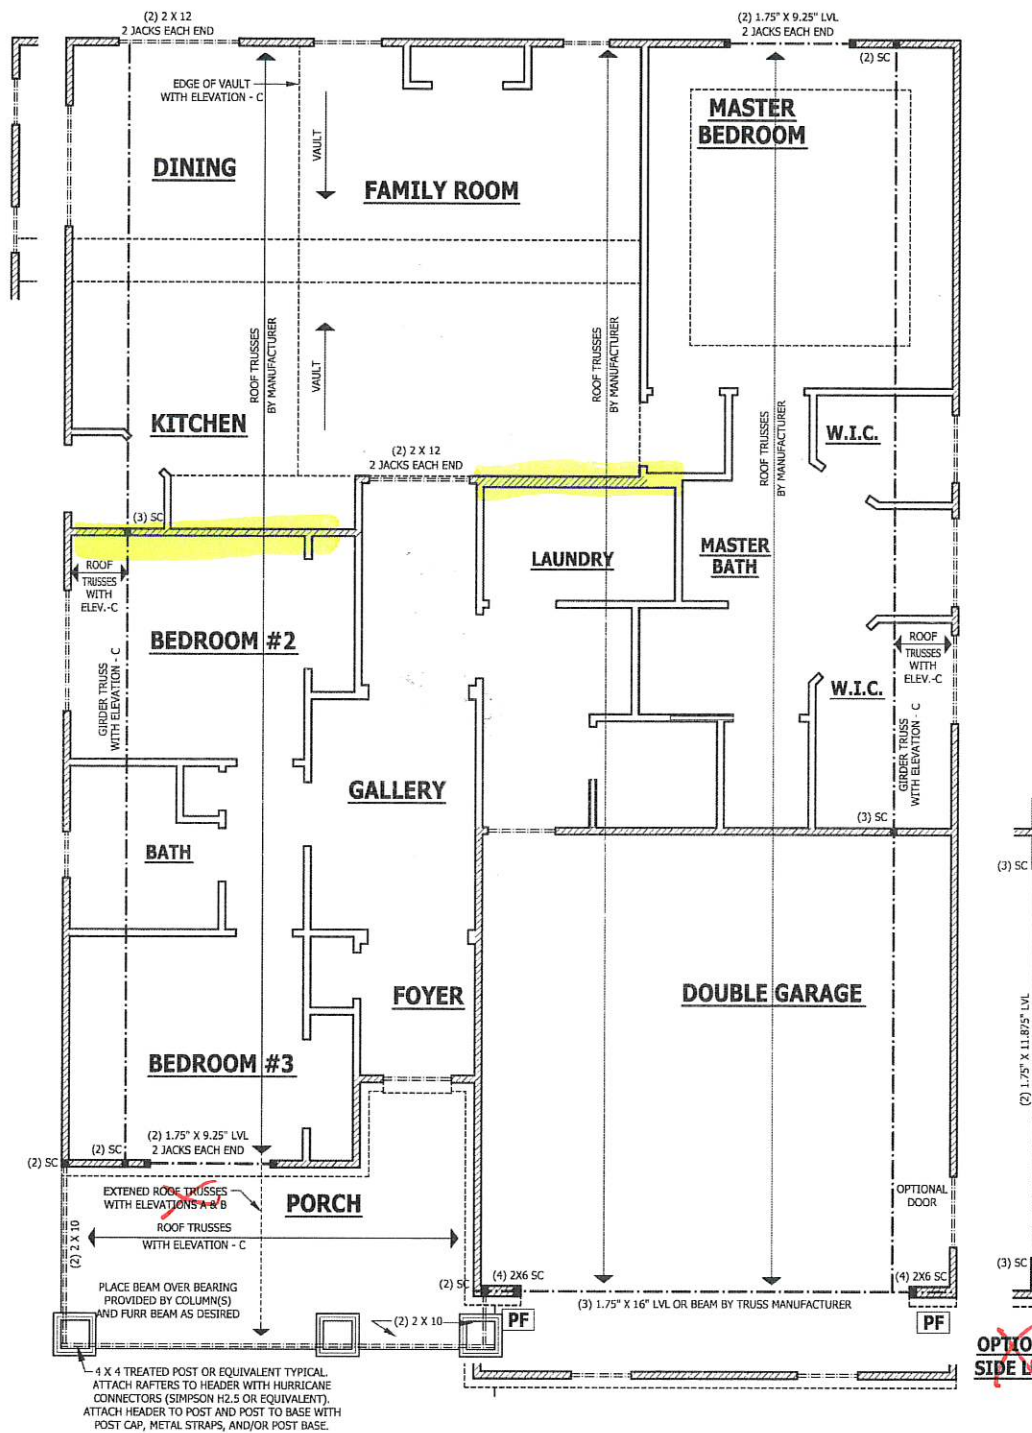 (2) 2 X 12
2 JACKS EACH END
(2) 1.75" X 9.25" LVL
2 JACKS EACH END
(2) SC
EDGE OF VAULT
WITH ELEVATION - C
MASTER
BEDROOM
VAULT
DINING
FAMILY ROOM
ROOF TRUSSES
BY MANUFACTURER
VAULT
ROOF TRUSSES
BY MANUFACTURER
ROOF TRUSSES
BY MANUFACTURER
KITCHEN
W.I.C.
(2) 2 X 12
2 JACKS EACH END
(3) SC
ROOF
TRUSSES
WITH
ELEV.-C
LAUNDRY
MASTER
BATH
BEDROOM #2
GIRDER TRUSS
WITH ELEVATION - C
ROOF
TRUSSES
WITH
ELEV.-C
W.I.C.
GIRDER TRUSS
WITH ELEVATION - C
GALLERY
(3) SC
BATH
(3) SC
FOYER
DOUBLE GARAGE
(2) 1.75" X 11.875" LVL
BEDROOM #3
(2) 1.75" X 9.25" LVL
2 JACKS EACH END
(2) SC
(2) SC
EXTENED ROOF TRUSSES
WITH ELEVATIONS A & B
PORCH
OPTIONAL
DOOR
ROOF TRUSSES
WITH ELEVATION - C
(2) 2 X 10
(3) SC
PLACE BEAM OVER BEARING
PROVIDED BY COLUMN(S)
AND FURR BEAM AS DESIRED
(2) SC
(4) 2X6 SC
(4) 2X6 SC
(3) 1.75" X 16" LVL OR BEAM BY TRUSS MANUFACTURER
(2) 2 X 10
PF
PF
OPTIO
SIDE L
4 X 4 TREATED POST OR EQUIVALENT TYPICAL.
ATTACH RAFTERS TO HEADER WITH HURRICANE
CONNECTORS (SIMPSON H2.5 OR EQUIVALENT).
ATTACH HEADER TO POST AND POST TO BASE WITH
POST CAP, METAL STRAPS, AND/OR POST BASE.